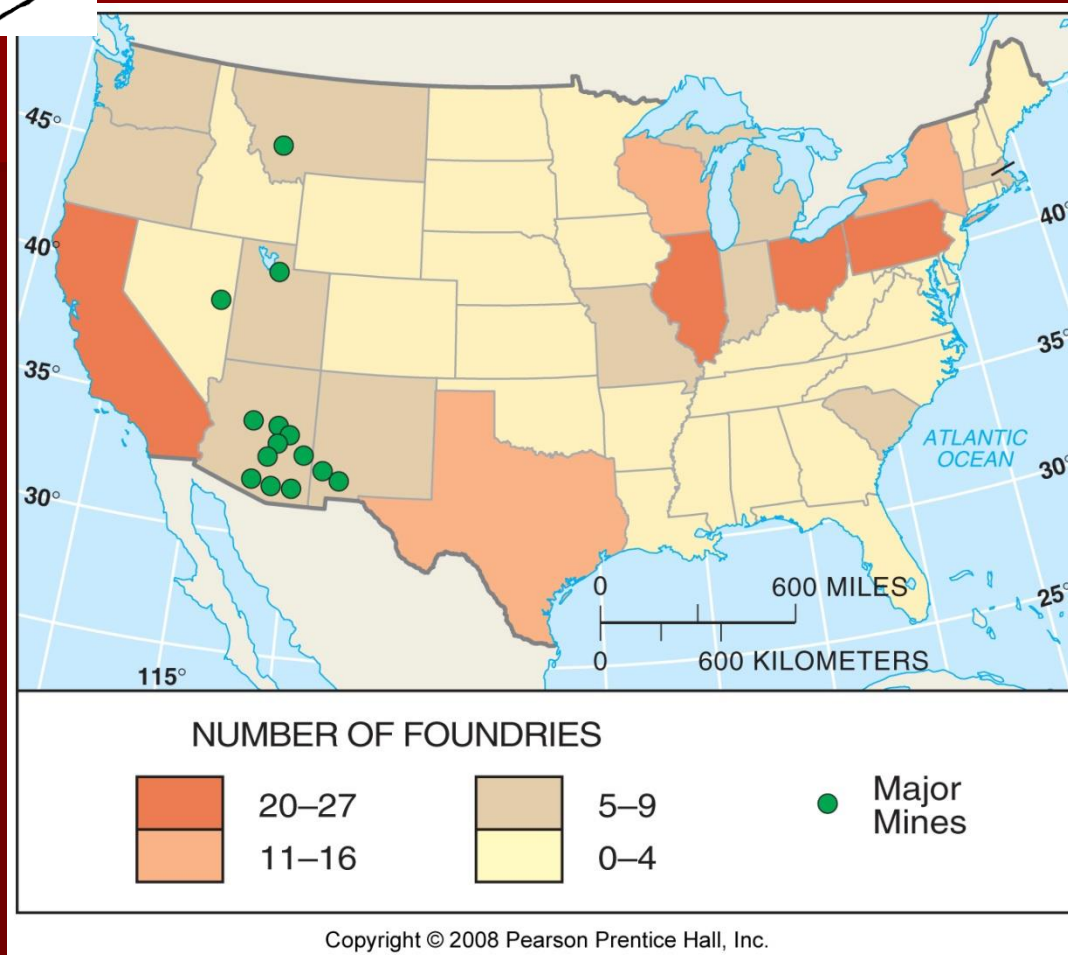 45°
40°
35°
30°
115°
40°
35°
30°
25°
ATLANTIC
OCEAN
0 600 MILES
0 600 KILOMETERS
NUMBER OF FOUNDRIES
20–27
11–16
5–9
0–4
Major
Mines
Copyright © 2008 Pearson Prentice Hall, Inc.